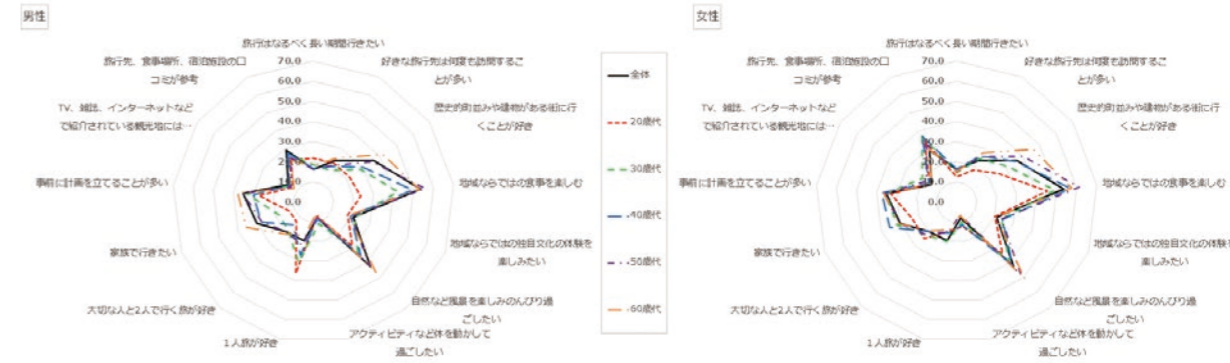 男性
旅行はなるべく長い期間行きたい
70.0
60.0
50.0
40.0
30.0
20.0
10.0
0.0
好きな旅行先は何度も訪問するこ
とが多い
歴史的町並みや建物がある街に行
くことが好き
地域ならではの食事を楽しむ
地域ならではの独自文化の体験を
楽しみたい
自然など風景を楽しみのんびり過
ごしたい
アクティビティなど体を動かして
過ごしたい
1人旅が好き
大切な人と2人で行く旅が好き
家族で行きたい
事前に計画を立てることが多い
TV、雑誌、インターネットなど
で紹介されている観光地には…
旅行先、食事場所、宿泊施設の口
コミが参考
全体
20歳代
30歳代
40歳代
50歳代
60歳代
女性
旅行はなるべく長い期間行きたい
70.0
60.0
50.0
40.0
30.0
20.0
10.0
0.0
好きな旅行先は何度も訪問するこ
とが多い
歴史的町並みや建物がある街に行
くことが好き
地域ならではの食事を楽しむ
地域ならではの独自文化の体験を
楽しみたい
自然など風景を楽しみのんびり過
ごしたい
アクティビティなど体を動かして
過ごしたい
1人旅が好き
大切な人と2人で行く旅が好き
家族で行きたい
事前に計画を立てることが多い
TV、雑誌、インターネットなど
で紹介されている観光地には…
旅行先、食事場所、宿泊施設の口
コミが参考